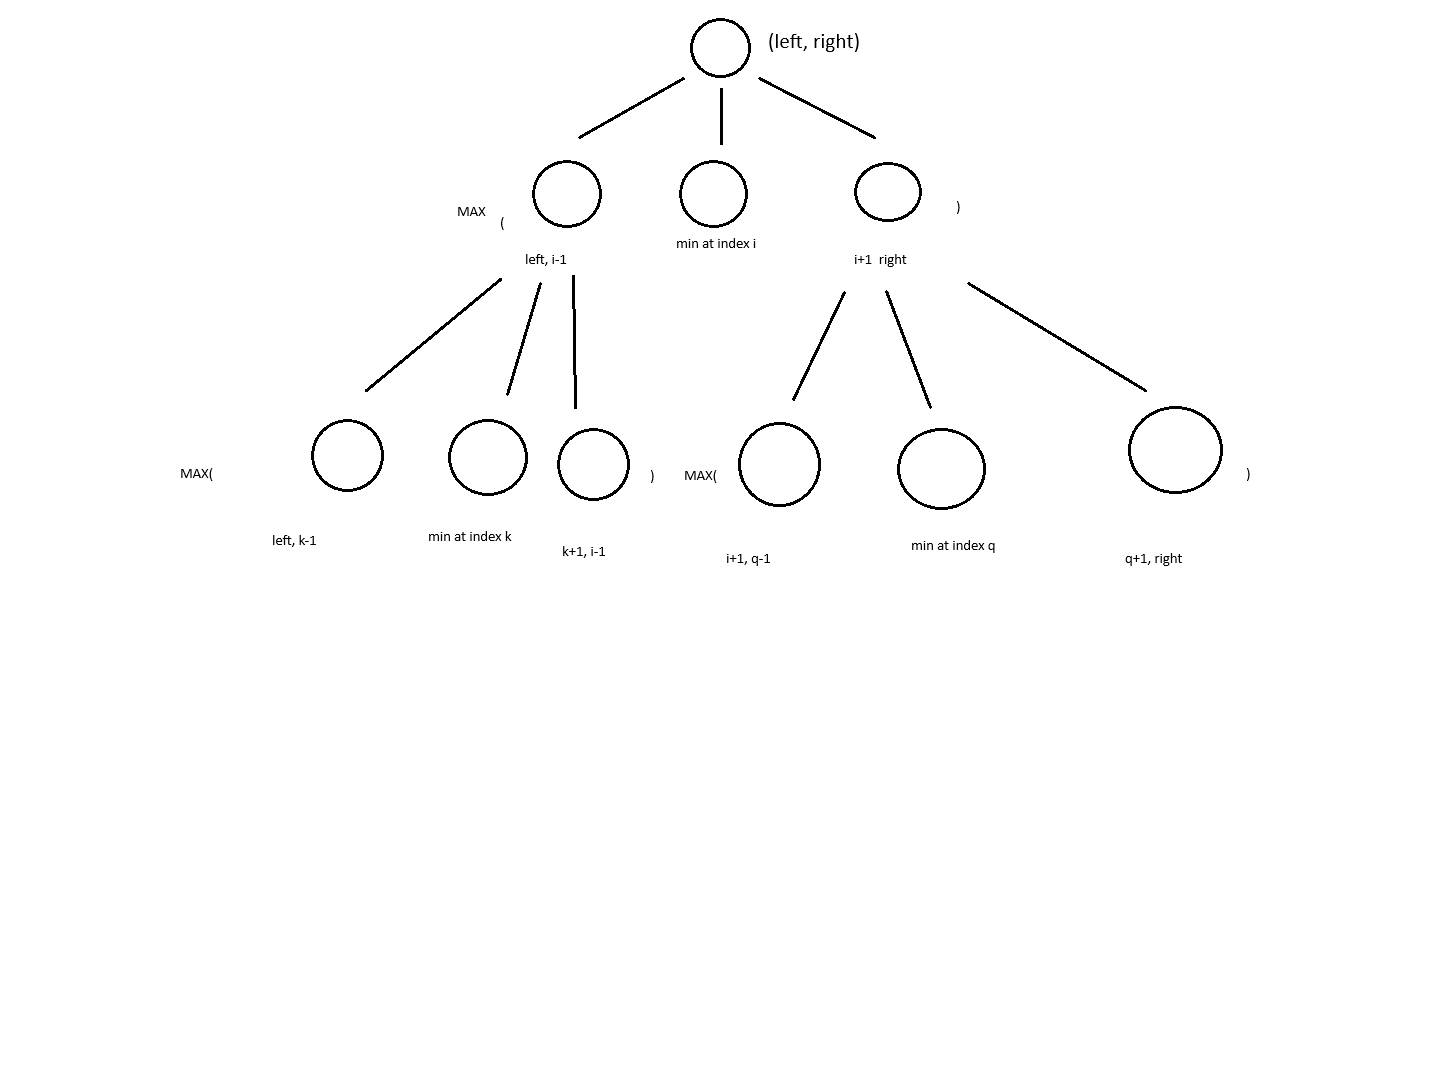 (left, right)
MAX
(
)
min at index i
left, i-1
i+1 right
MAX(
)
MAX(
)
left, k-1
min at index k
k+1, i-1
i+1, q-1
min at index q
q+1, right